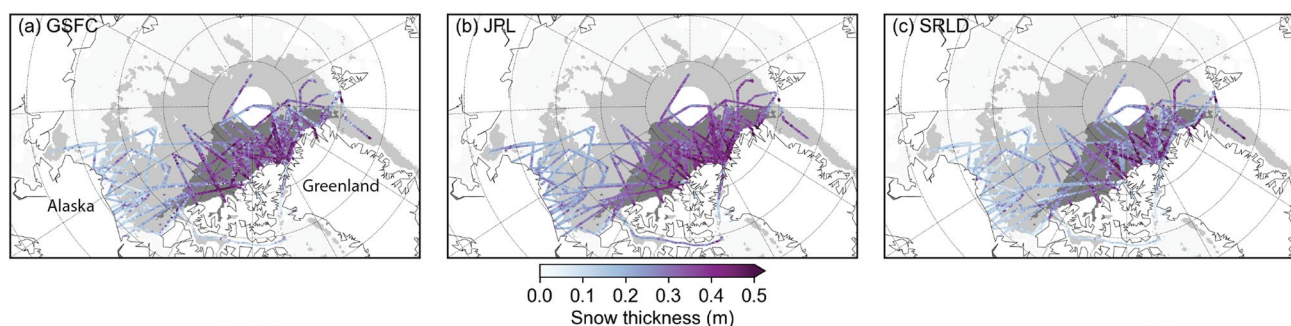 (a) GSFC
(b) JPL
(c) SRLD
Alaska
Greenland
0.0 0.1 0.2 0.3 0.4 0.5
Snow thickness (m)